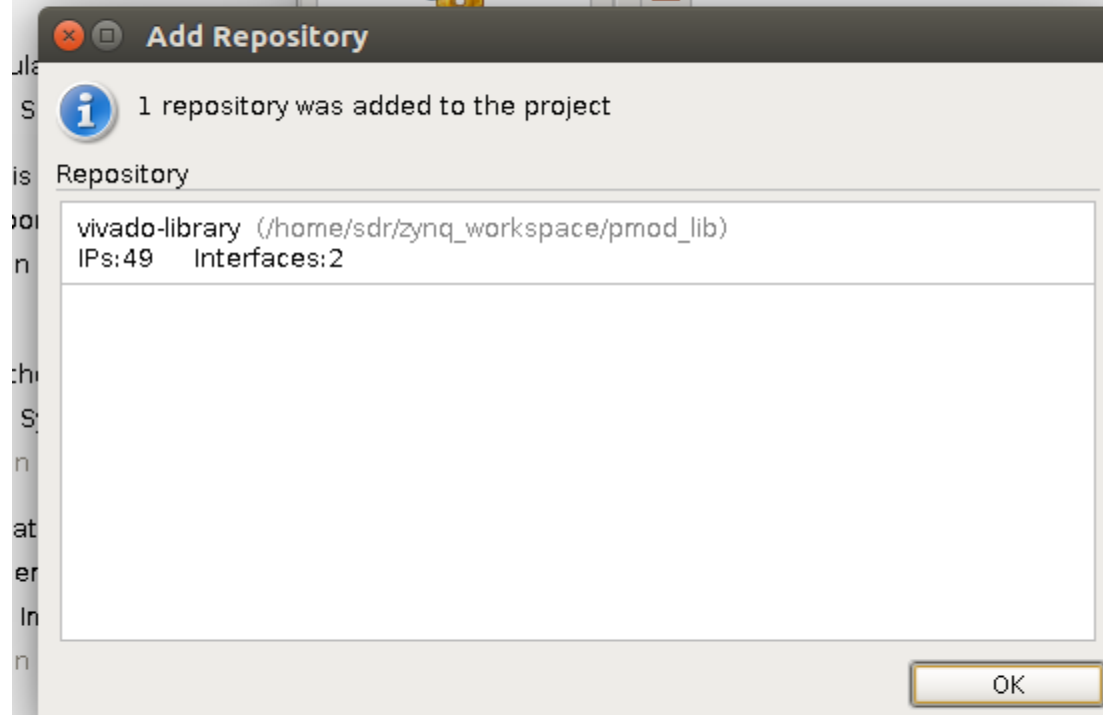 Add Repository
1 repository was added to the project
Repository
vivado-library (/home/sdr/zynq_workspace/pmod_lib)
IPs:49 Interfaces:2
OK